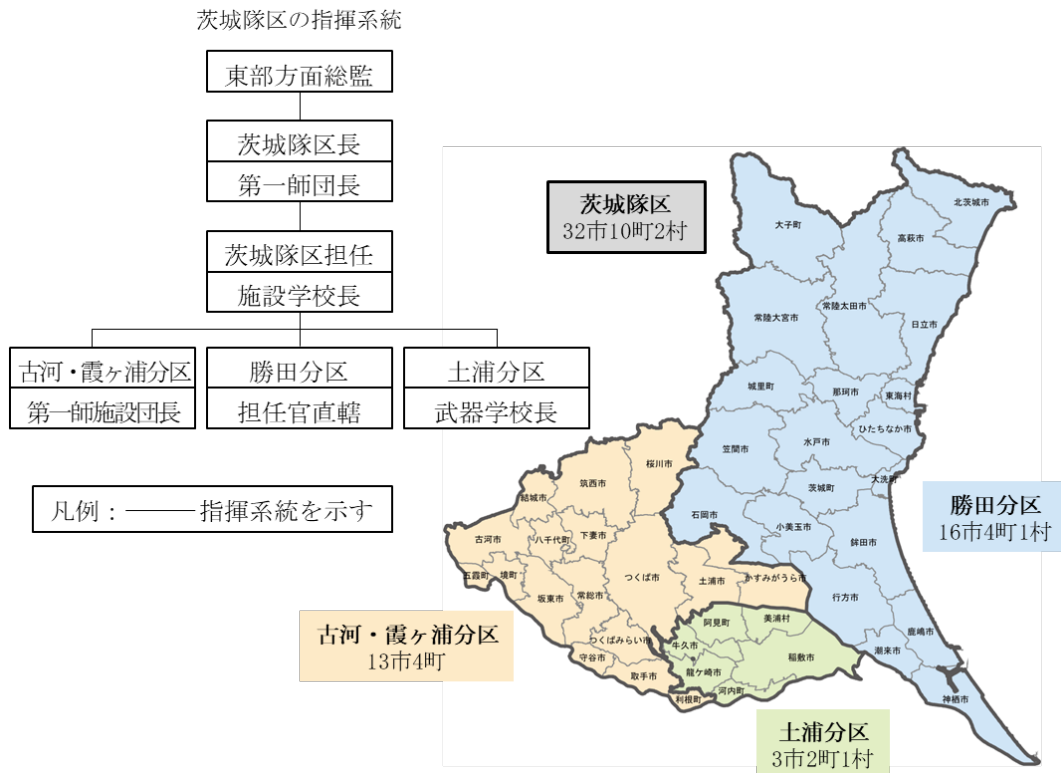 茨城隊区の指揮系統
東部方面総監
茨城隊区長
第一師団長
茨城隊区担任
施設学校長
古河・霞ヶ浦分区
第一師施設団長
勝田分区
担任官直轄
土浦分区
武器学校長
凡例：―――指揮系統を示す
茨城隊区
32市10町2村
大子町
北茨城市
高萩市
常陸太田市
常陸大宮市
日立市
城里町
那珂市
東海村
ひたちなか市
笠間市
水戸市
大洗町
茨城町
石岡市
小美玉市
鉾田市
行方市
鹿嶋市
潮来市
神栖市
勝田分区
16市4町1村
桜川市
筑西市
結城市
古河市
八千代町
下妻市
五霞町
境町
坂東市
常総市
つくば市
土浦市
かすみがうら市
つくばみらい市
守谷市
取手市
利根町
古河・霞ヶ浦分区
13市4町
阿見町
美浦村
牛久市
稲敷市
龍ケ崎市
河内町
土浦分区
3市2町1村